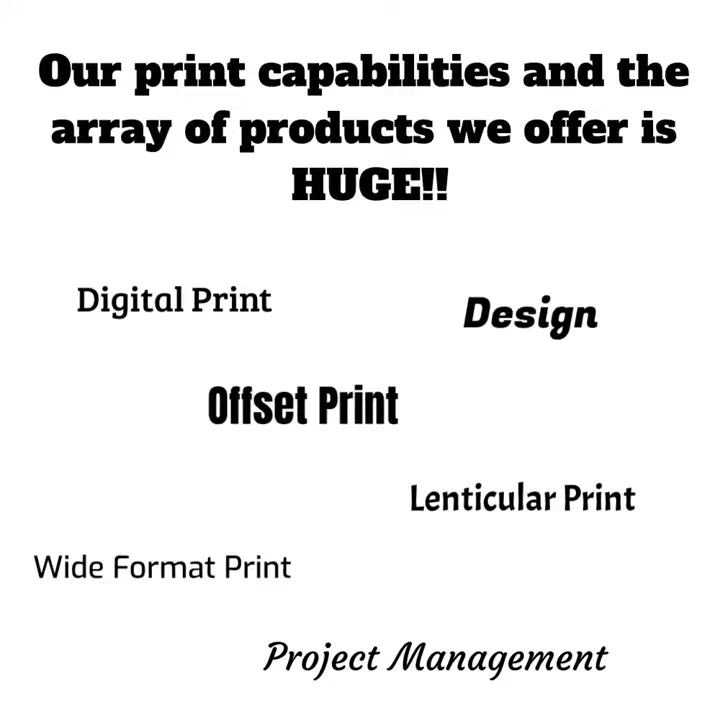 Our print capabilities and the
array of products we offer is
HUGE!!
Digital Print
Design
Offset Print
Lenticular Print
Wide Format Print
Project Management